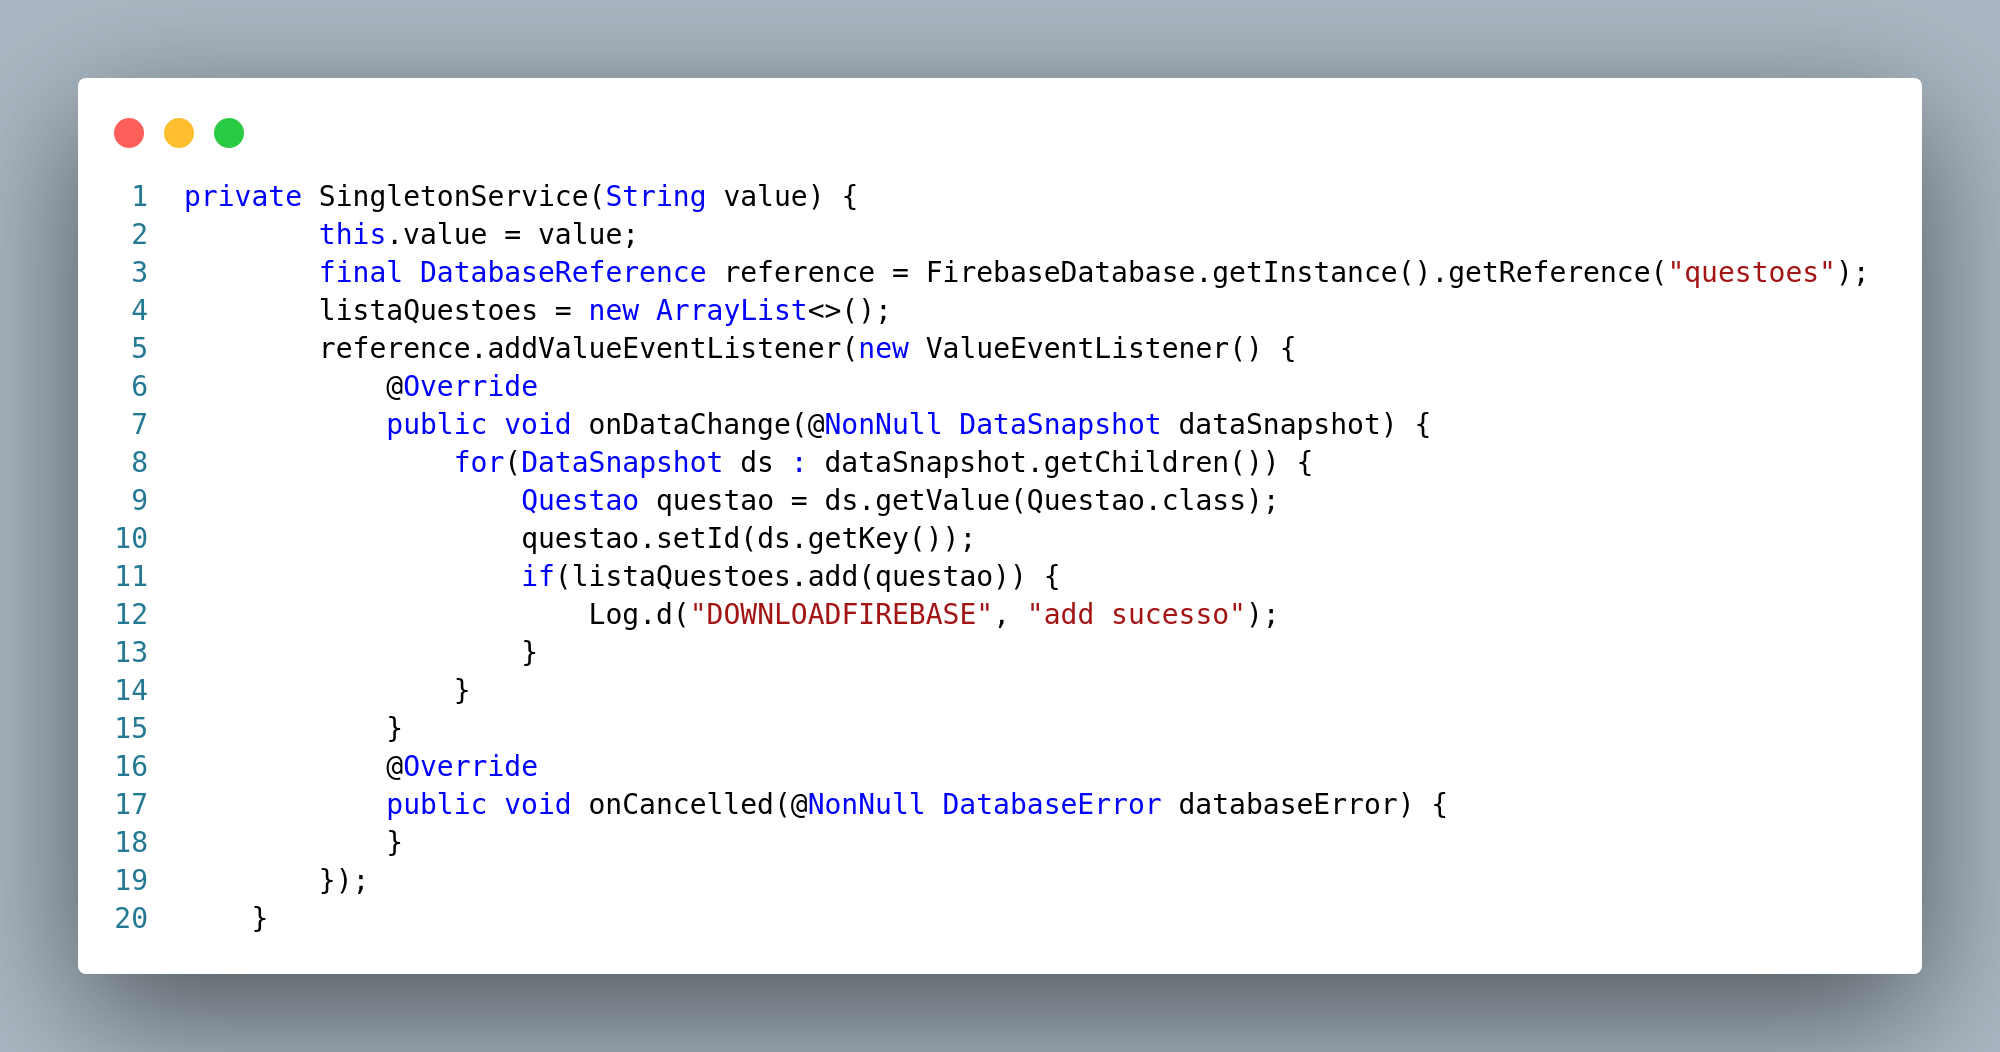 1 private SingletonService(String value) {
2         this.value = value;
3         final DatabaseReference reference = FirebaseDatabase.getInstance().getReference("questoes");
4         listaQuestoes = new ArrayList<>();
5         reference.addValueEventListener(new ValueEventListener() {
6             @Override
7             public void onDataChange(@NonNull DataSnapshot dataSnapshot) {
8                 for(DataSnapshot ds : dataSnapshot.getChildren()) {
9                     Questao questao = ds.getValue(Questao.class);
10                     questao.setId(ds.getKey());
11                     if(listaQuestoes.add(questao)) {
12                         Log.d("DOWNLOADFIREBASE", "add sucesso");
13                     }
14                 }
15             }
16             @Override
17             public void onCancelled(@NonNull DatabaseError databaseError) {
18             }
19         });
20     }